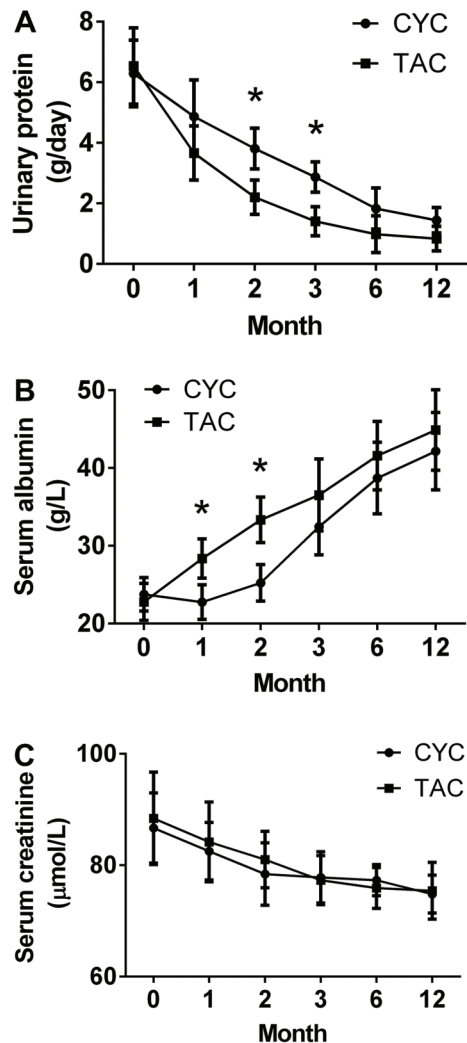 A
CYC
TAC
Urinary protein
(g/day)
8
6
4
2
0
*
*
0 1 2 3 6 12
Month
B
CYC
TAC
Serum albumin
(g/L)
50
40
30
20
*
*
0 1 2 3 6 12
Month
C
CYC
TAC
Serum creatinine
(μmol/L)
100
80
60
0 1 2 3 6 12
Month